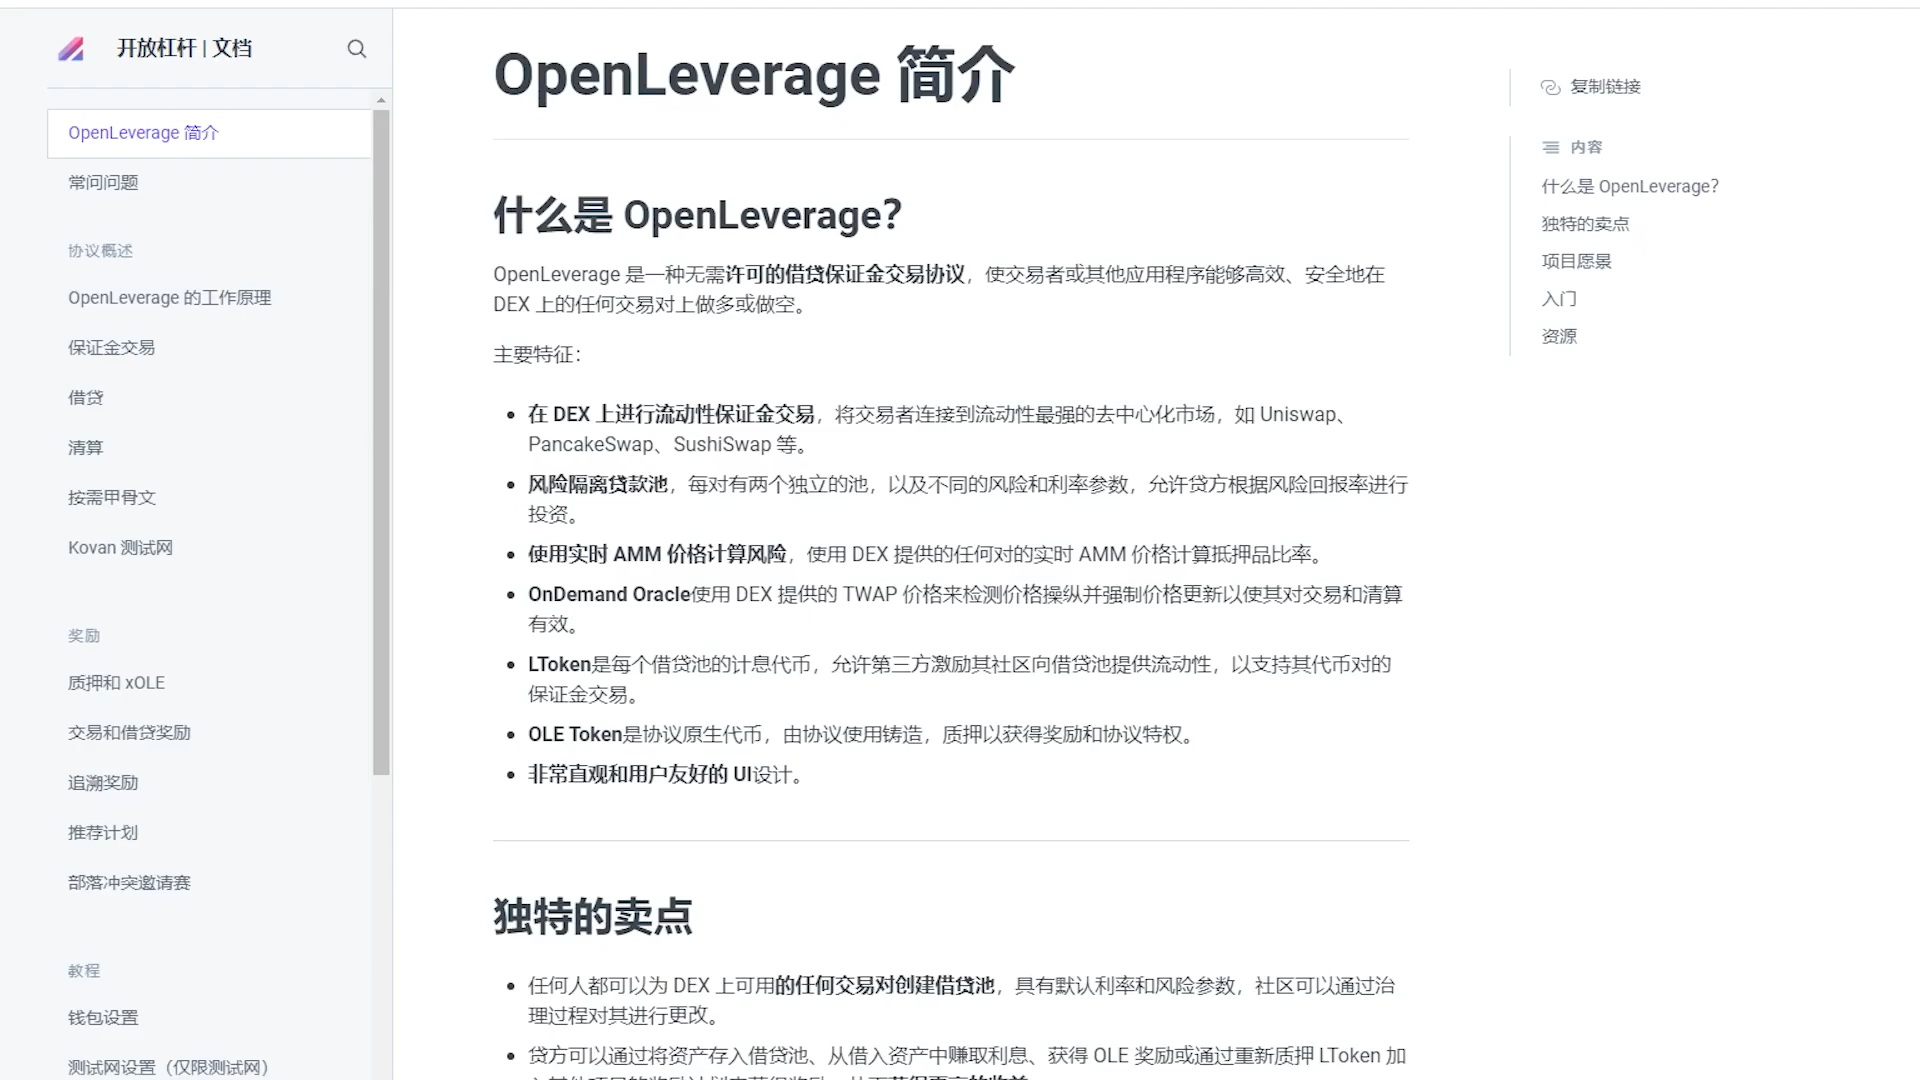 开放杠杆 | 文档
OpenLeverage 简介
常问问题
协议概述
OpenLeverage 的工作原理
保证金交易
借贷
清算
按需甲骨文
Kovan 测试网
奖励
质押和 xOLE
交易和借贷奖励
追溯奖励
推荐计划
部落冲突邀请赛
教程
钱包设置
测试网设置（仅限测试网）
OpenLeverage 简介
什么是 OpenLeverage？
OpenLeverage 是一种无需许可的借贷保证金交易协议，使交易者或其他应用程序能够高效、安全地在
DEX 上的任何交易对上做多或做空。
主要特征：
在 DEX 上进行流动性保证金交易，将交易者连接到流动性最强的去中心化市场，如 Uniswap、
PancakeSwap、SushiSwap 等。
风险隔离贷款池，每对有两个独立的池，以及不同的风险和利率参数，允许贷方根据风险回报率进行
投资。
使用实时 AMM 价格计算风险，使用 DEX 提供的任何对的实时 AMM 价格计算抵押品比率。
OnDemand Oracle使用 DEX 提供的 TWAP 价格来检测价格操纵并强制价格更新以使其对交易和清算
有效。
LToken是每个借贷池的计息代币，允许第三方激励其社区向借贷池提供流动性，以支持其代币对的
保证金交易。
OLE Token是协议原生代币，由协议使用铸造，质押以获得奖励和协议特权。
非常直观和用户友好的 UI设计。
独特的卖点
任何人都可以为 DEX 上可用的任何交易对创建借贷池，具有默认利率和风险参数，社区可以通过治
理过程对其进行更改。
贷方可以通过将资产存入借贷池、从借入资产中赚取利息、获得 OLE 奖励或通过重新质押 LToken 加
复制链接
内容
什么是 OpenLeverage？
独特的卖点
项目愿景
入门
资源